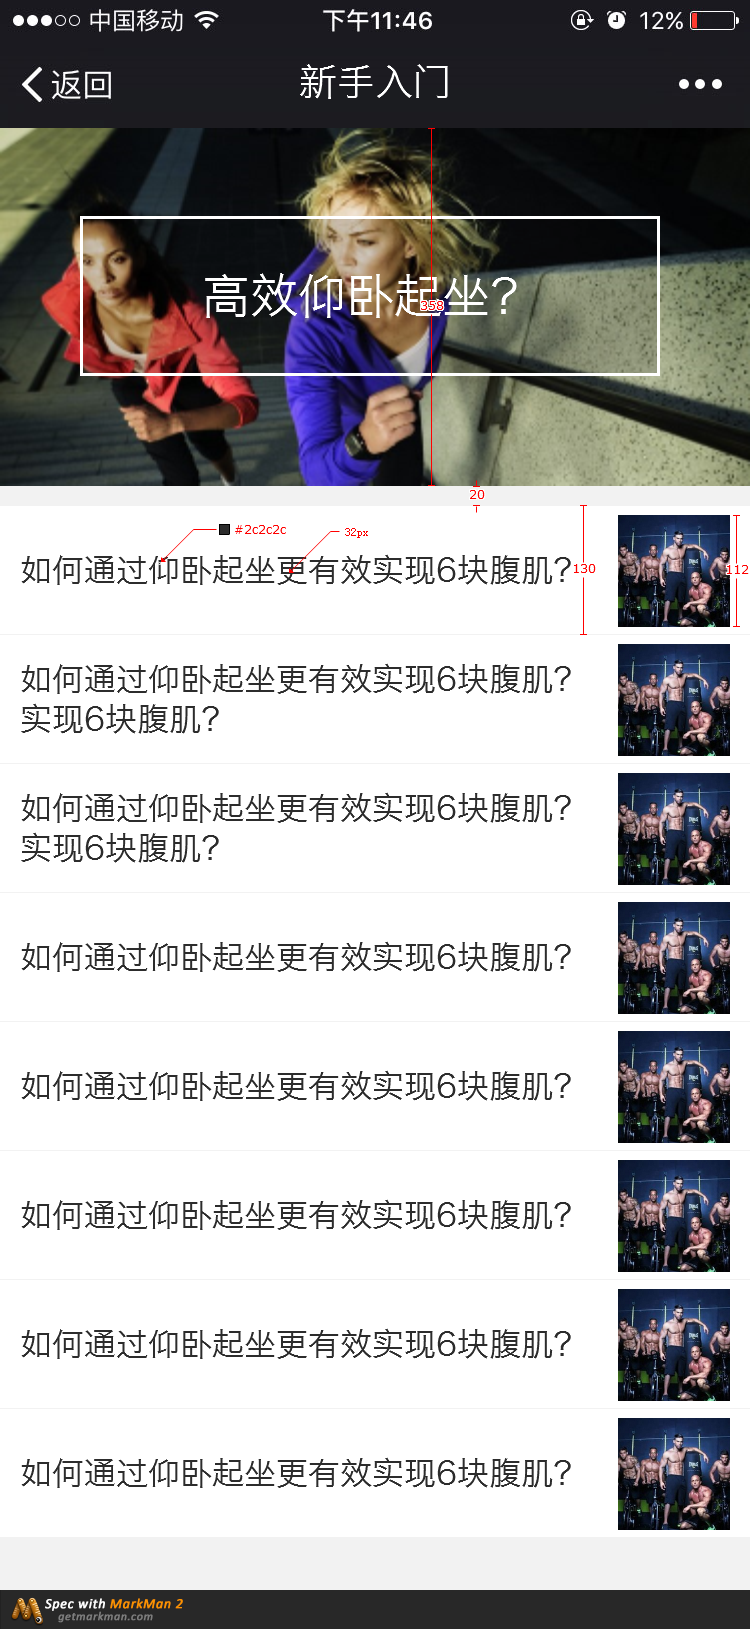 中国移动 下午11:46 12%
返回 新手入门
高效仰卧起坐?
358
20
#2c2c2c 32px
如何通过仰卧起坐更有效实现6块腹肌?
130
112
如何通过仰卧起坐更有效实现6块腹肌?
实现6块腹肌?
如何通过仰卧起坐更有效实现6块腹肌?
实现6块腹肌?
如何通过仰卧起坐更有效实现6块腹肌?
如何通过仰卧起坐更有效实现6块腹肌?
如何通过仰卧起坐更有效实现6块腹肌?
如何通过仰卧起坐更有效实现6块腹肌?
如何通过仰卧起坐更有效实现6块腹肌?
Spec with MarkMan 2
getmarkman.com